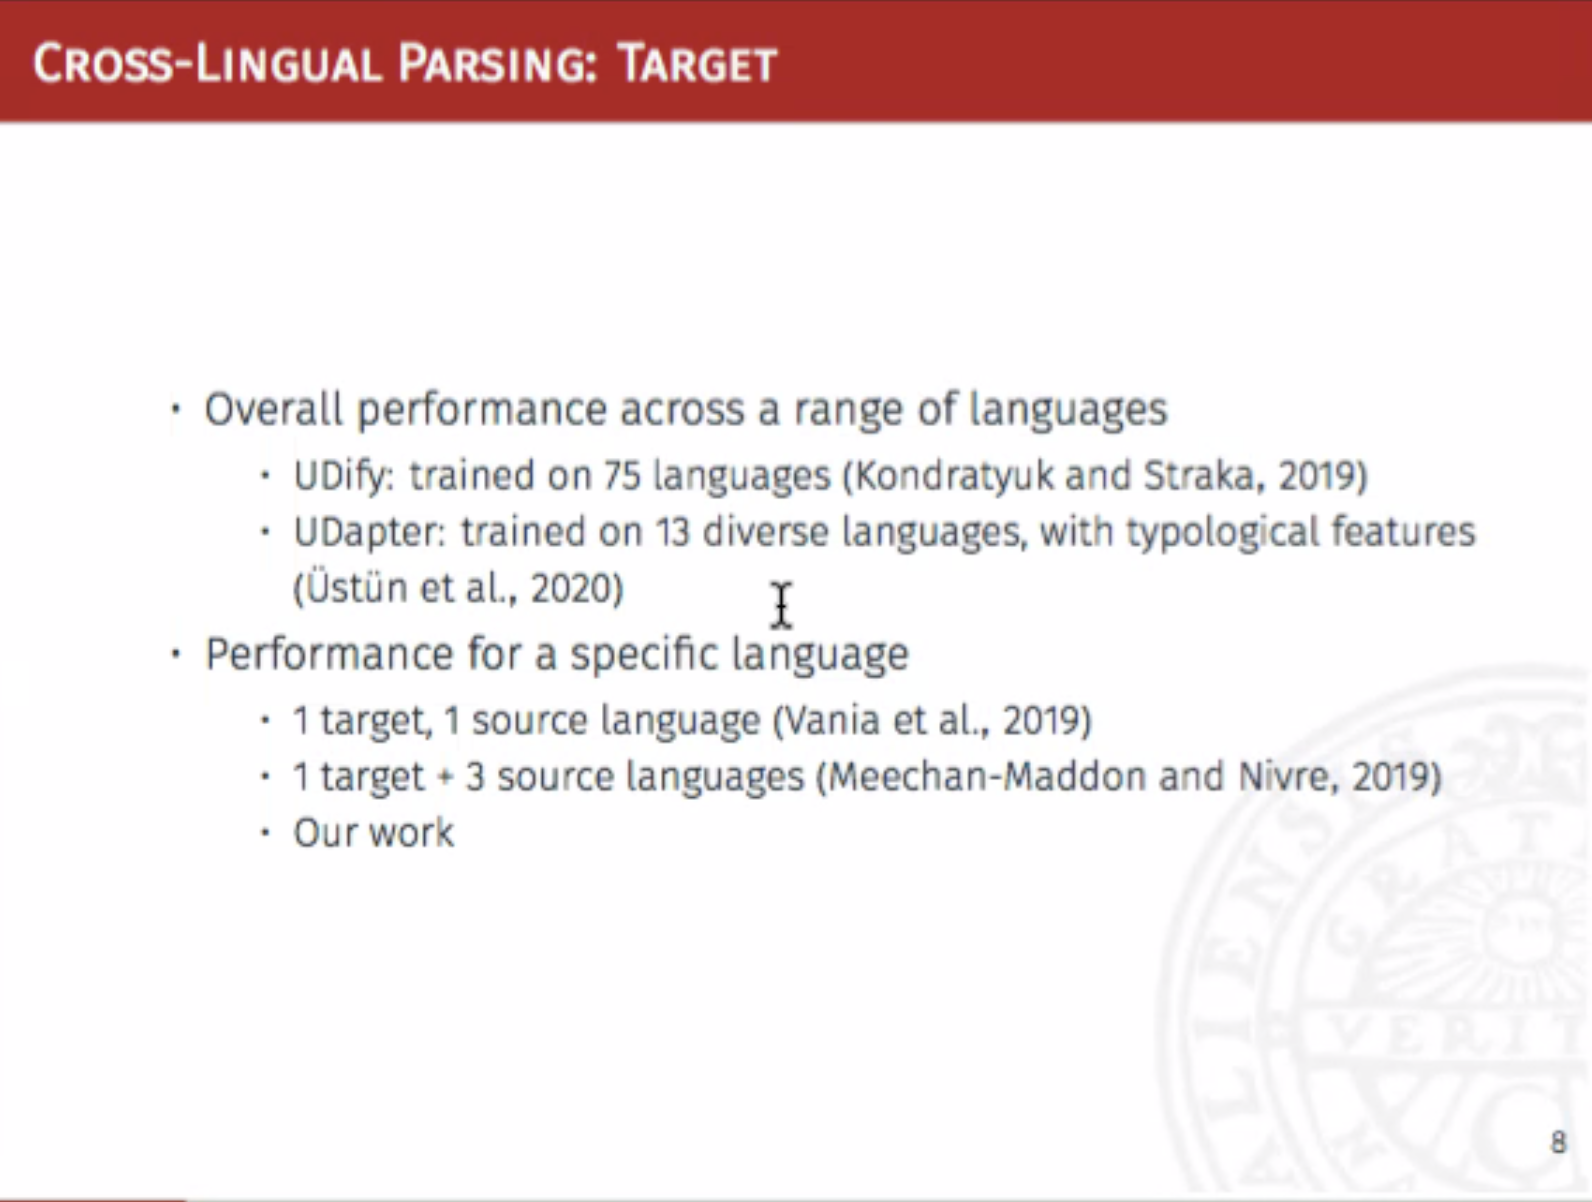 CROSS-LINGUAL PARSING: TARGET
· Overall performance across a range of languages
· UDify: trained on 75 languages (Kondratyuk and Straka, 2019)
· UDapter: trained on 13 diverse languages, with typological features
(Üstün et al., 2020)
· Performance for a specific language
· 1 target, 1 source language (Vania et al., 2019)
· 1 target + 3 source languages (Meechan-Maddon and Nivre, 2019)
· Our work
8